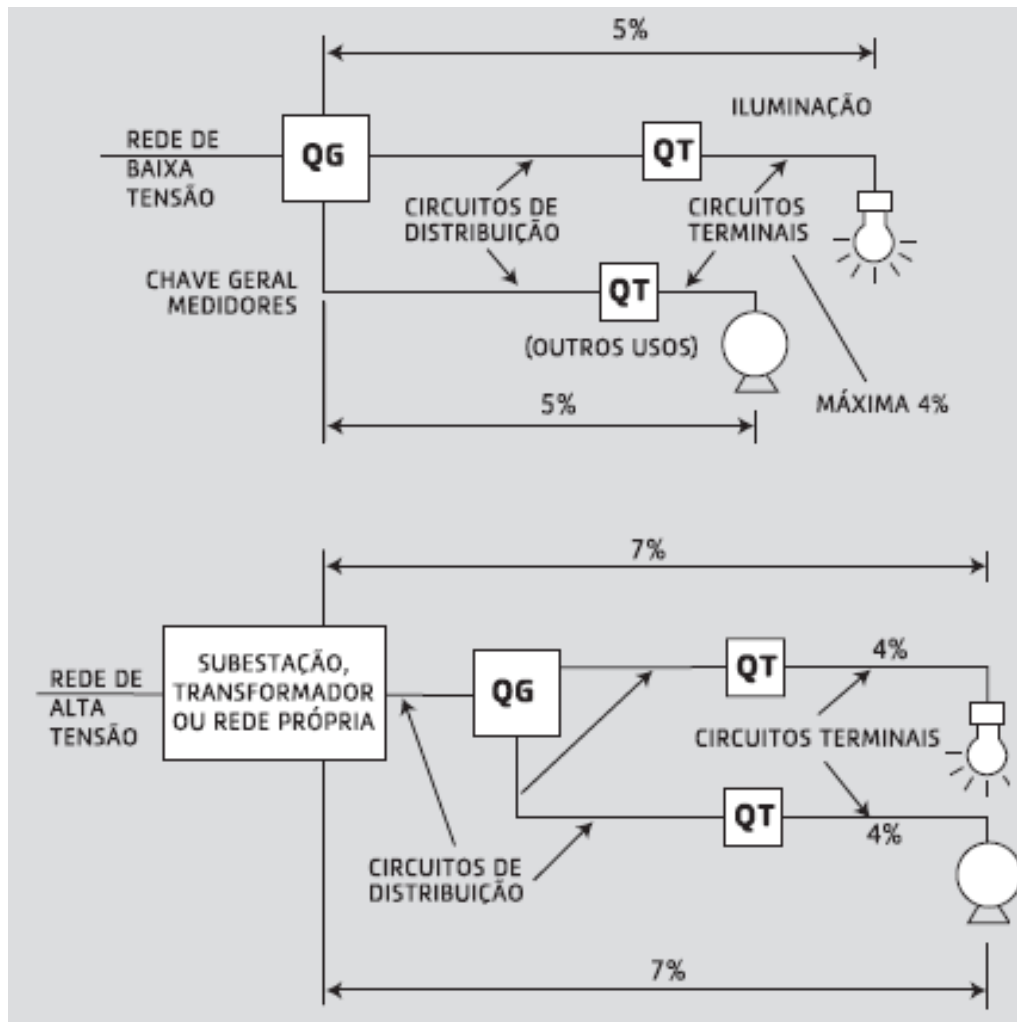 5%
ILUMINAÇÃO
REDE DE
BAIXA
TENSÃO
QG
QT
CIRCUITOS DE
DISTRIBUIÇÃO
CIRCUITOS
TERMINAIS
CHAVE GERAL
MEDIDORES
QT
(OUTROS USOS)
5%
MÁXIMA 4%
7%
REDE DE
ALTA
TENSÃO
SUBESTAÇÃO,
TRANSFORMADOR
OU REDE PRÓPRIA
QG
QT
4%
CIRCUITOS TERMINAIS
QT
4%
CIRCUITOS DE
DISTRIBUIÇÃO
7%